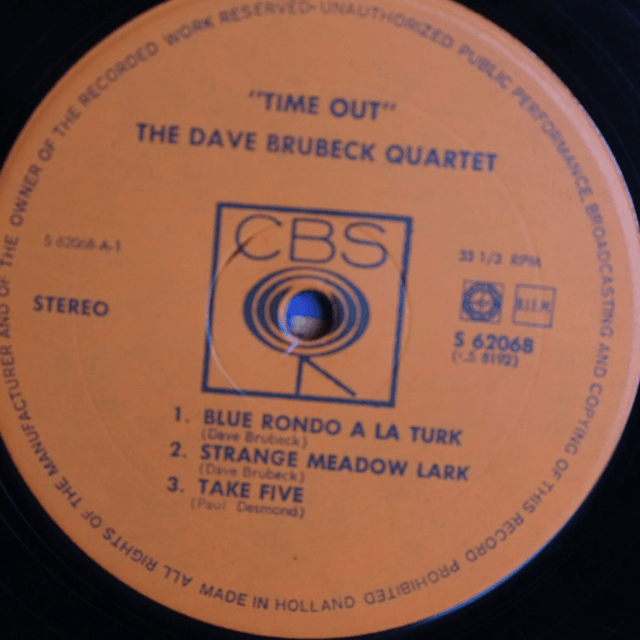 ALL RIGHTS OF THE MANUFACTURER AND OF THE OWNER OF THE RECORDED WORK RESERVED · UNAUTHORIZED PUBLIC PERFORMANCE, BROADCASTING AND COPYING OF THIS RECORD PROHIBITED
MADE IN HOLLAND
"TIME OUT"
THE DAVE BRUBECK QUARTET
CBS
S 62068-A-1
33 1/3 RPM
STEREO
B.I.E.M
S 62068
8192)
1. BLUE RONDO A LA TURK
(Dave Brubeck)
2. STRANGE MEADOW LARK
(Dave Brubeck)
3. TAKE FIVE
(Paul Desmond)